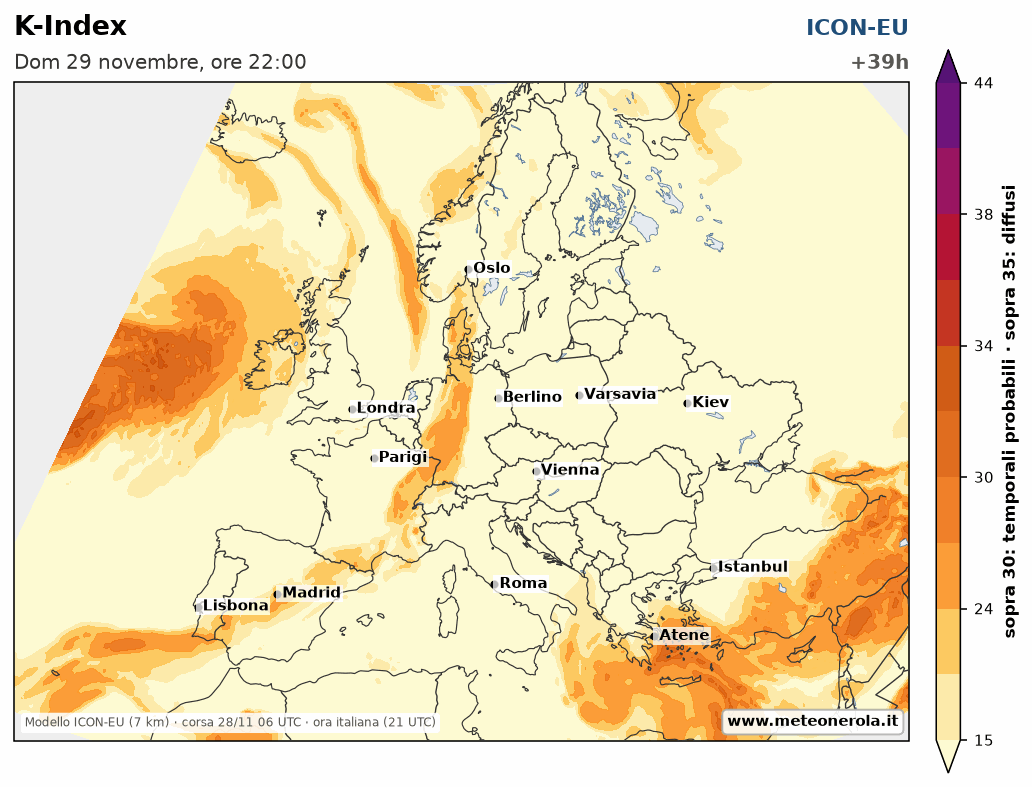 K-Index
ICON-EU
Dom 29 novembre, ore 22:00
+39h
44
38
34
30
24
15
sopra 30: temporali probabili · sopra 35: diffusi
Oslo
Berlino
Varsavia
Kiev
Londra
Parigi
Vienna
Istanbul
Roma
Madrid
Lisbona
Atene
Modello ICON-EU (7 km) · corsa 28/11 06 UTC · ora italiana (21 UTC)
www.meteonerola.it